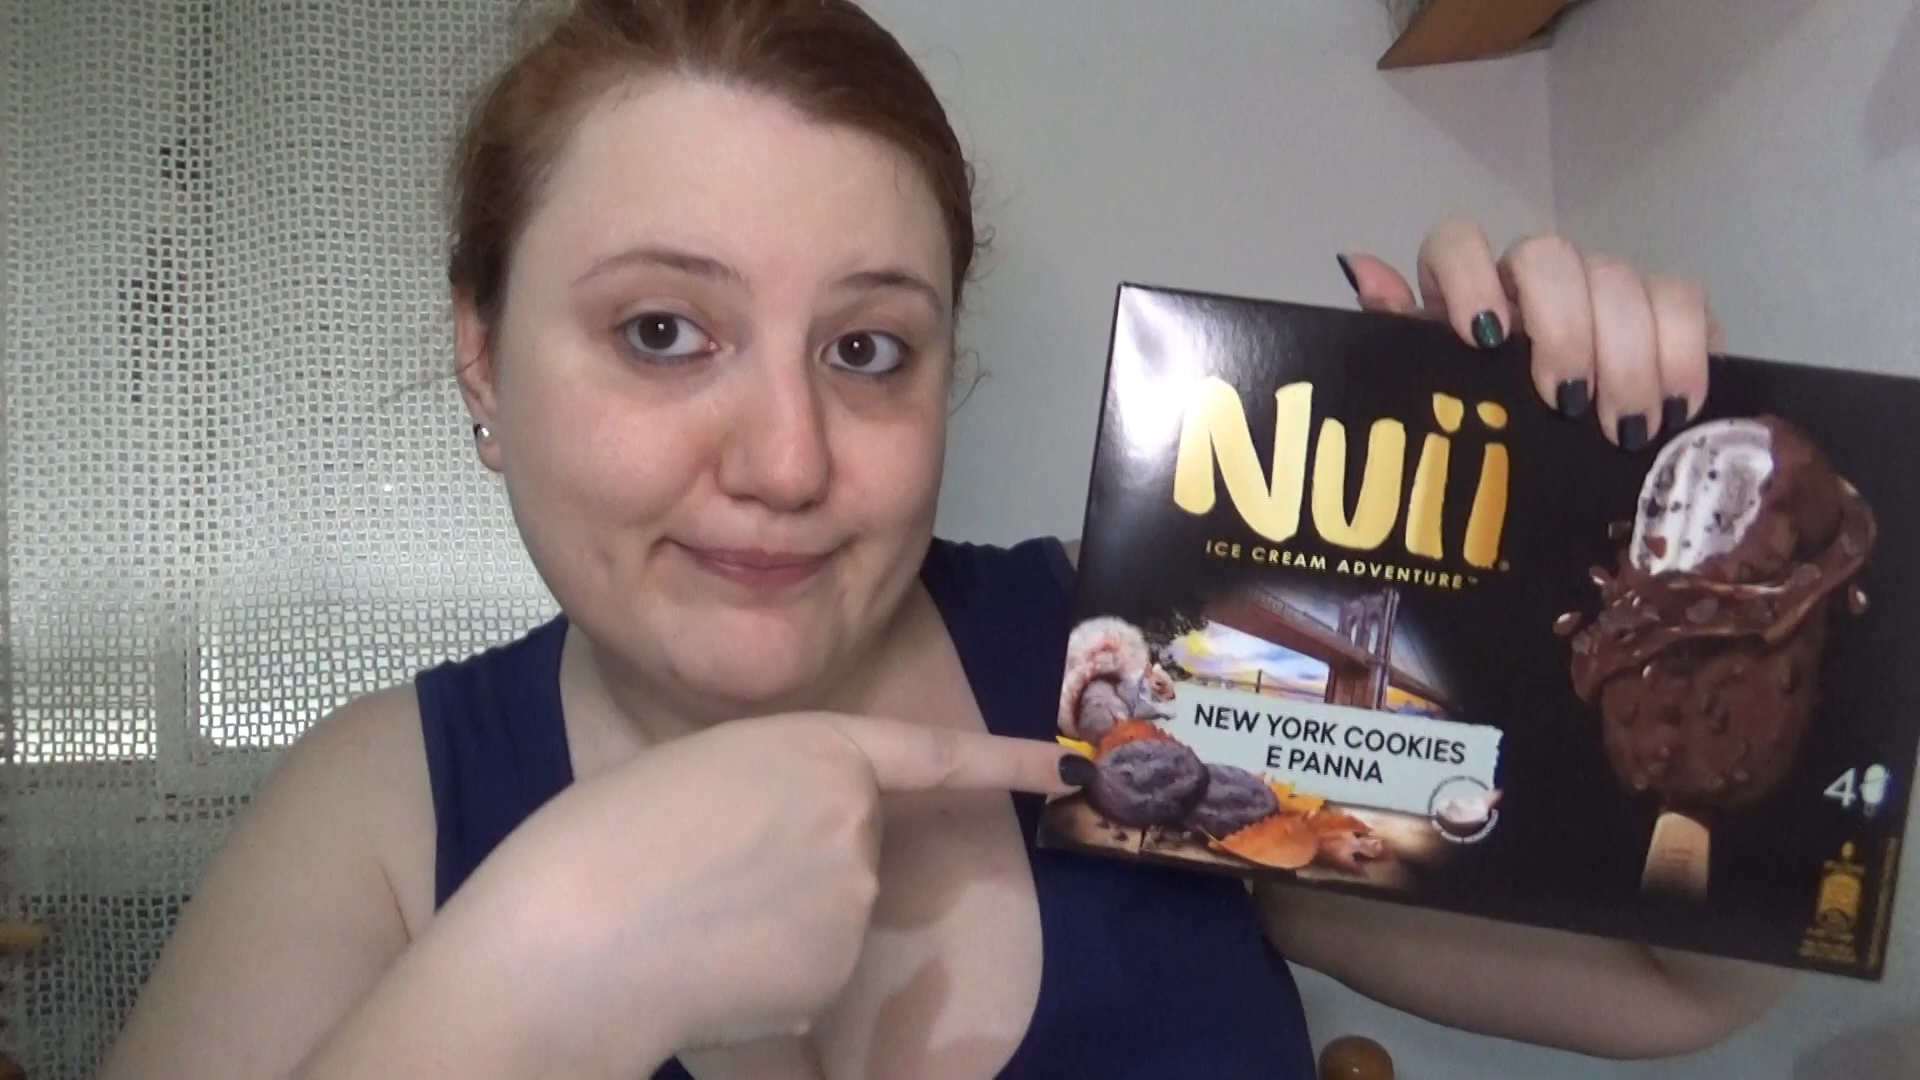 Nuii
ICE CREAM ADVENTURE™
NEW YORK COOKIES
E PANNA
4